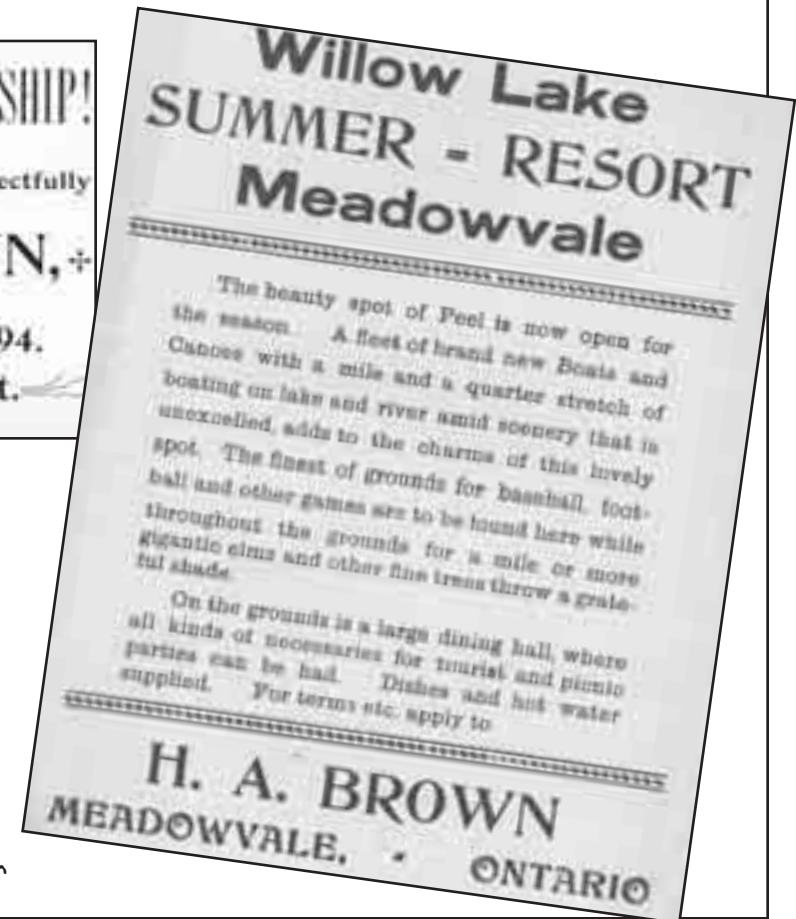 SHIP!
ectfully
N,
94.
t.
Willow Lake
SUMMER - RESORT
Meadowvale
The beauty spot of Peel is now open for
the season. A fleet of brand new Boats and
Canoes with a mile and a quarter stretch of
boating on lake and river amid scenery that is
unexcelled, adds to the charms of this lovely
spot. The finest of grounds for baseball, foot-
ball and other games are to be found here while
throughout the grounds for a mile or more
gigantic elms and other fine trees throw a grate-
ful shade.
On the grounds is a large dining hall, where
all kinds of necessaries for tourist and picnic
parties can be had. Dishes and hot water
supplied. For terms etc. apply to
H. A. BROWN
MEADOWVALE. - ONTARIO